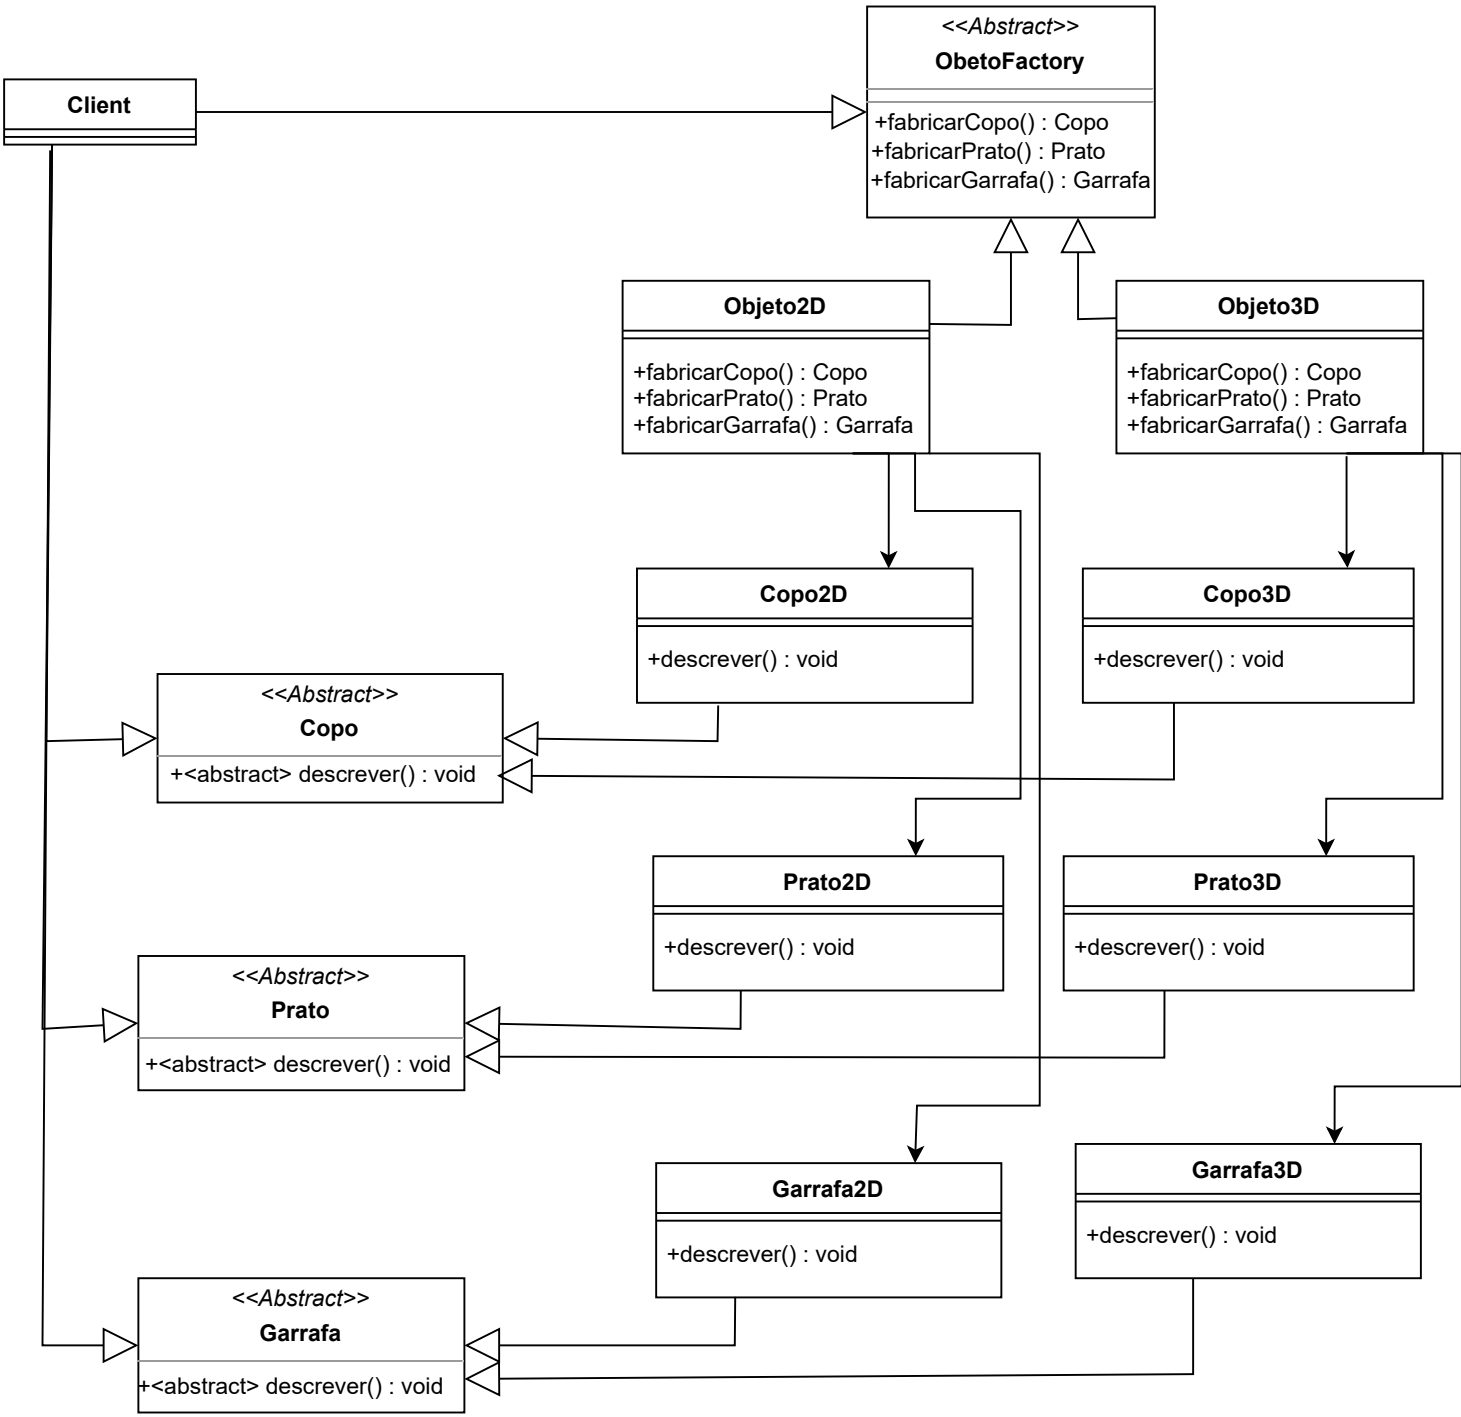 <<Abstract>>
ObetoFactory
+fabricarCopo() : Copo
+fabricarPrato() : Prato
+fabricarGarrafa() : Garrafa
Client
Objeto2D
+fabricarCopo() : Copo
+fabricarPrato() : Prato
+fabricarGarrafa() : Garrafa
Objeto3D
+fabricarCopo() : Copo
+fabricarPrato() : Prato
+fabricarGarrafa() : Garrafa
Copo2D
+descrever() : void
Copo3D
+descrever() : void
<<Abstract>>
Copo
+<abstract> descrever() : void
Prato2D
+descrever() : void
Prato3D
+descrever() : void
<<Abstract>>
Prato
+<abstract> descrever() : void
Garrafa2D
+descrever() : void
Garrafa3D
+descrever() : void
<<Abstract>>
Garrafa
+<abstract> descrever() : void